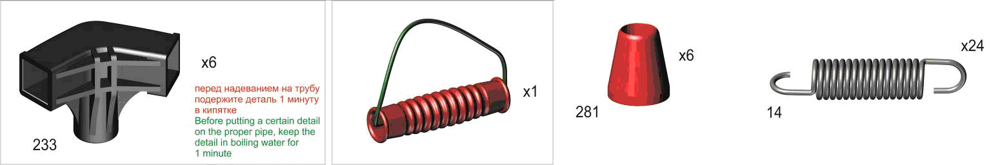 x6
перед надеванием на трубу
подержите деталь 1 минуту
в кипятке
Before putting a certain detail
on the proper pipe, keep the
detail in boiling water for
1 minute
233
x1
x6
281
x24
14